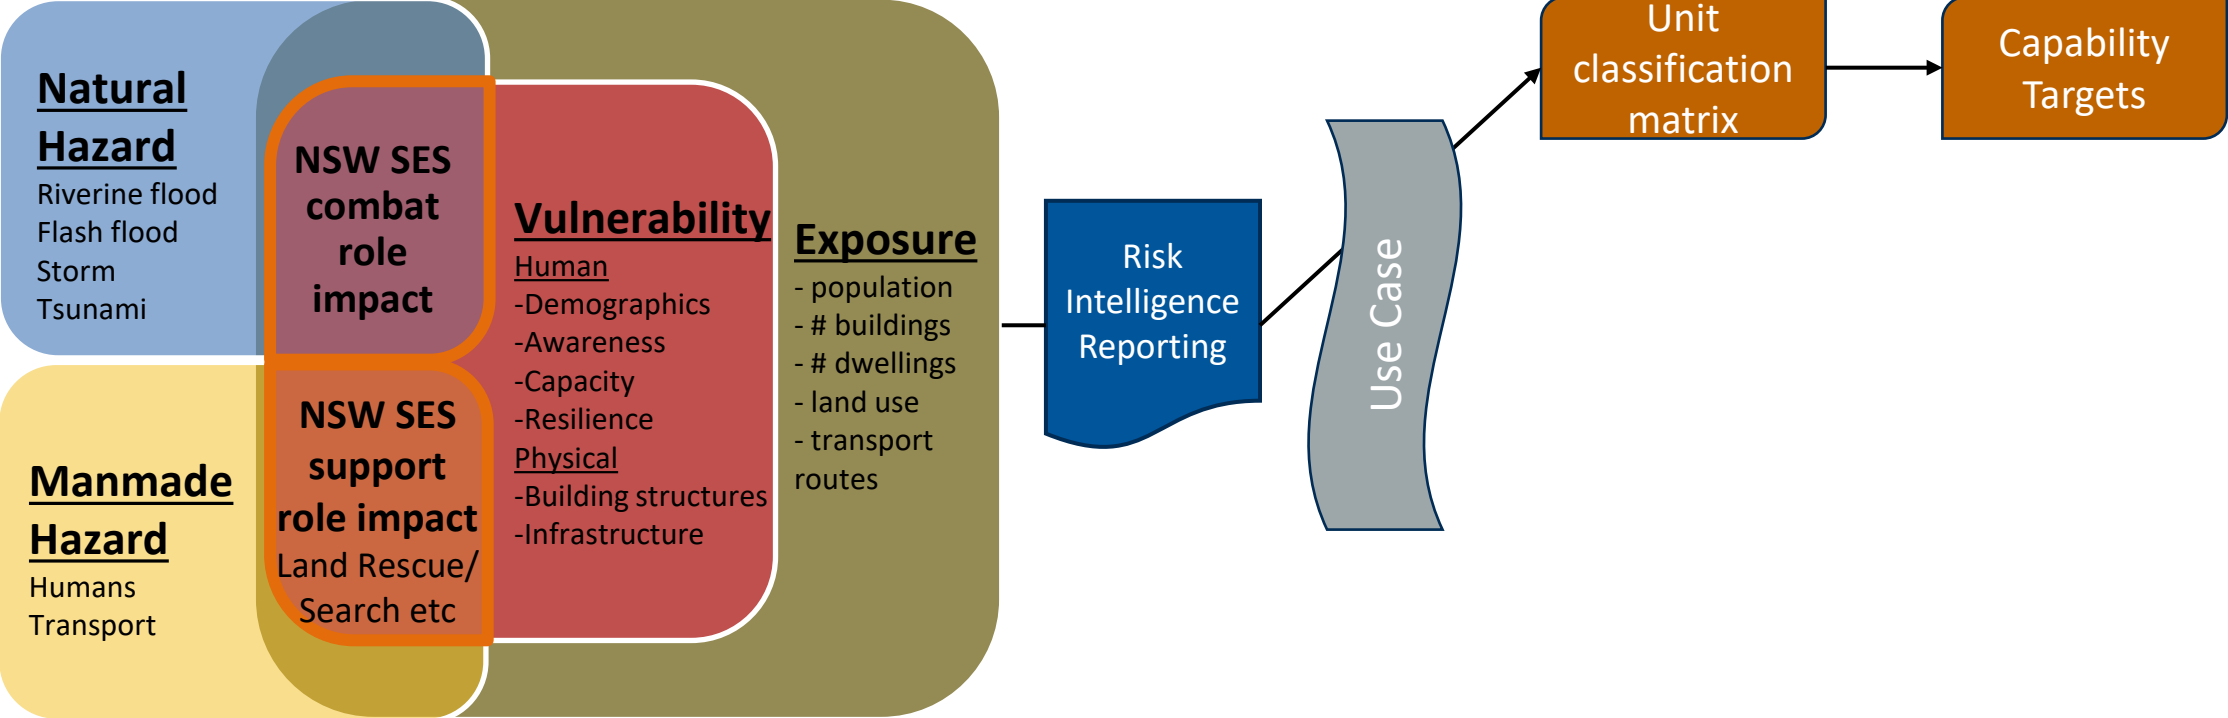 Natural
Hazard
Riverine flood
Flash flood
Storm
Tsunami
Manmade
Hazard
Humans
Transport
NSW SES
combat
role
impact
NSW SES
support
role impact
Land Rescue/
Search etc
Vulnerability
Human
-Demographics
-Awareness
-Capacity
-Resilience
Physical
-Building structures
-Infrastructure
Exposure
- population
- # buildings
- # dwellings
- land use
- transport
routes
Risk
Intelligence
Reporting
Use Case
Unit
classification
matrix
Capability
Targets